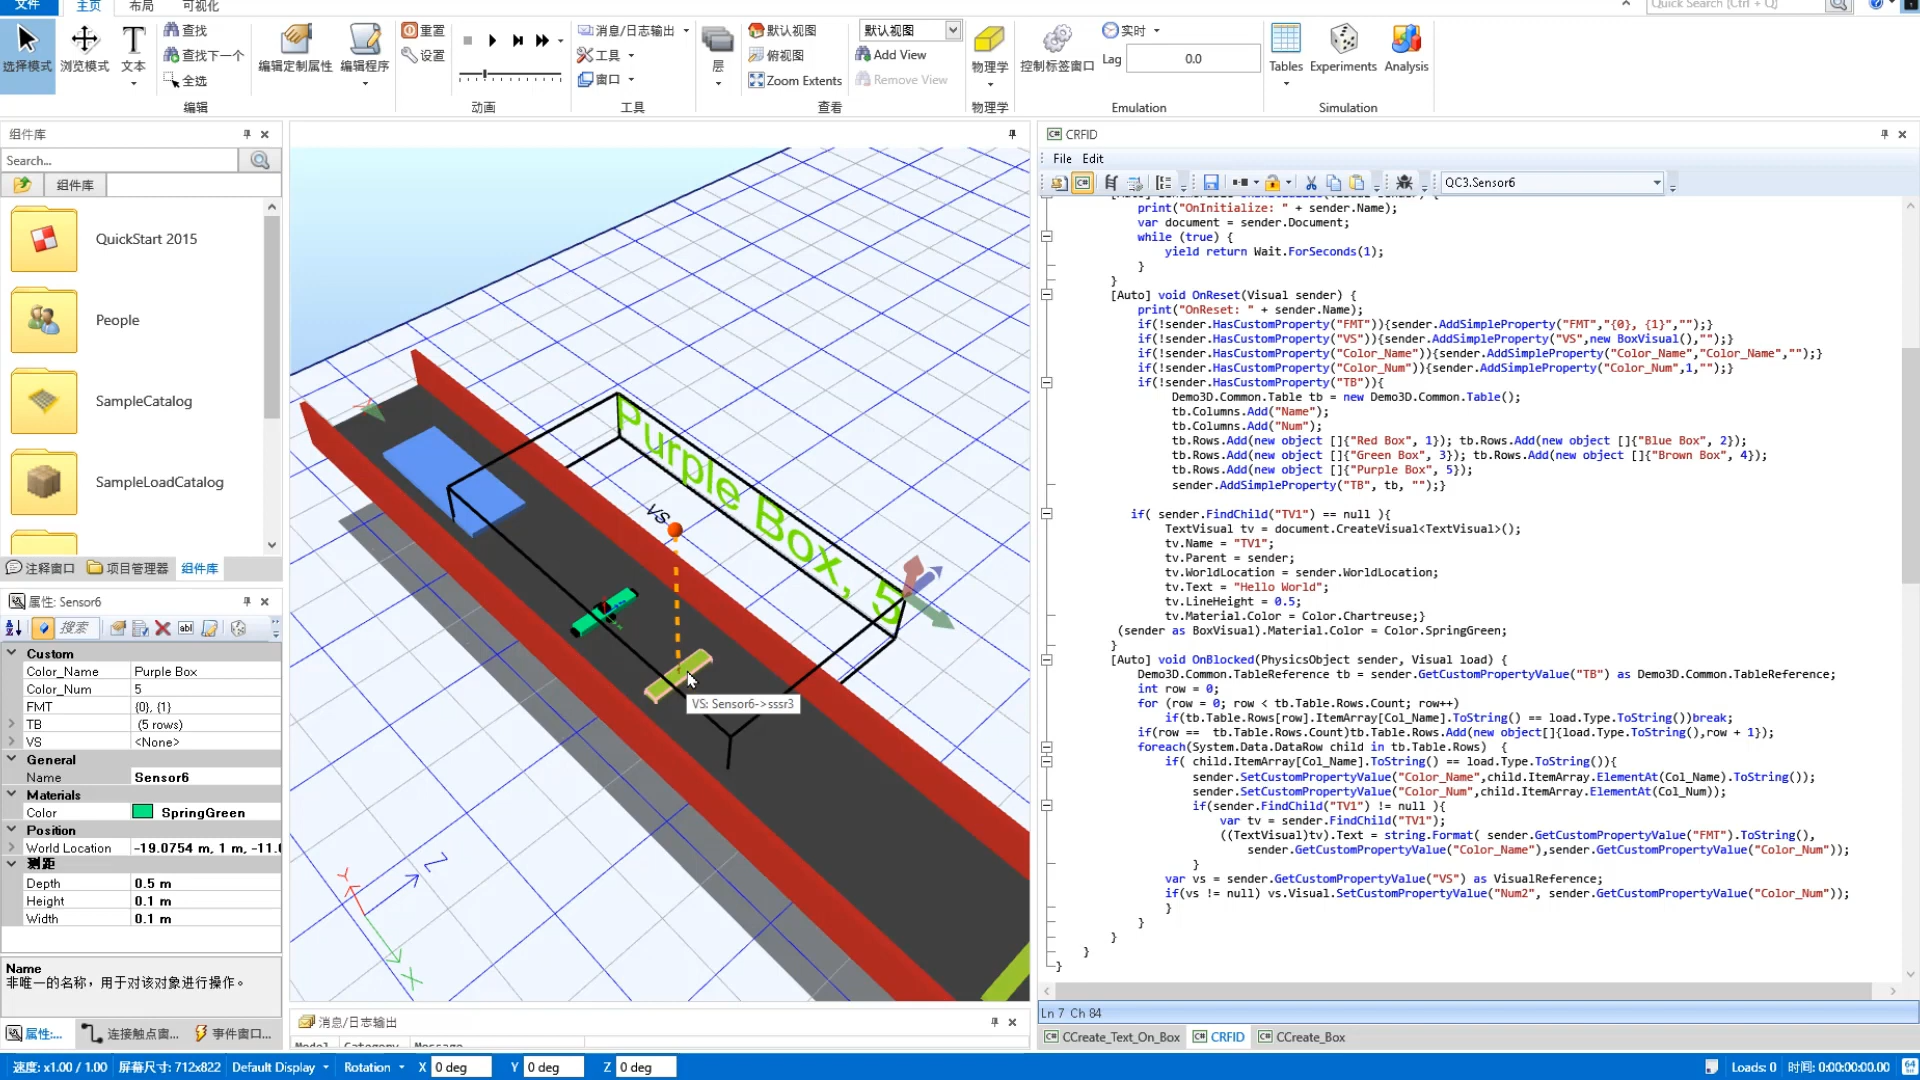 文件
主页
布局
可视化
Quick Search (Ctrl + Q)
选择模式
浏览模式
文本
查找
查找下一个
全选
编辑
编辑定制属性
编辑程序
重置
设置
动画
消息/日志输出
工具
窗口
工具
层
默认视图
俯视图
Zoom Extents
默认视图
Add View
Remove View
查看
物理学
物理学
控制标签窗口
实时
Lag
0.0
Emulation
Tables
Experiments
Analysis
Simulation
组件库
Search...
组件库
QuickStart 2015
People
SampleCatalog
SampleLoadCatalog
注释窗口
项目管理器
组件库
属性: Sensor6
搜索
Custom
Color_Name Purple Box
Color_Num 5
FMT {0}, {1}
TB (5 rows)
VS <None>
General
Name Sensor6
Materials
Color SpringGreen
Position
World Location -19.0754 m, 1 m, -11.0
测距
Depth 0.5 m
Height 0.1 m
Width 0.1 m
Name
非唯一的名称，用于对该对象进行操作。
属性:...
连接触点窗...
事件窗口...
Purple Box, 5
VS
VS: Sensor6->sssr3
Z
Y
X
消息/日志输出
Model Category Message
CRFID
File Edit
QC3.Sensor6
print("OnInitialize: " + sender.Name);
var document = sender.Document;
while (true) {
yield return Wait.ForSeconds(1);
}
}
[Auto] void OnReset(Visual sender) {
print("OnReset: " + sender.Name);
if(!sender.HasCustomProperty("FMT")){sender.AddSimpleProperty("FMT","{0}, {1}","");}
if(!sender.HasCustomProperty("VS")){sender.AddSimpleProperty("VS",new BoxVisual(),"");}
if(!sender.HasCustomProperty("Color_Name")){sender.AddSimpleProperty("Color_Name","Color_Name","");}
if(!sender.HasCustomProperty("Color_Num")){sender.AddSimpleProperty("Color_Num",1,"");}
if(!sender.HasCustomProperty("TB")){
Demo3D.Common.Table tb = new Demo3D.Common.Table();
tb.Columns.Add("Name");
tb.Columns.Add("Num");
tb.Rows.Add(new object []{"Red Box", 1}); tb.Rows.Add(new object []{"Blue Box", 2});
tb.Rows.Add(new object []{"Green Box", 3}); tb.Rows.Add(new object []{"Brown Box", 4});
tb.Rows.Add(new object []{"Purple Box", 5});
sender.AddSimpleProperty("TB", tb, "");}
if( sender.FindChild("TV1") == null ){
TextVisual tv = document.CreateVisual<TextVisual>();
tv.Name = "TV1";
tv.Parent = sender;
tv.WorldLocation = sender.WorldLocation;
tv.Text = "Hello World";
tv.LineHeight = 0.5;
tv.Material.Color = Color.Chartreuse;}
(sender as BoxVisual).Material.Color = Color.SpringGreen;
}
[Auto] void OnBlocked(PhysicsObject sender, Visual load) {
Demo3D.Common.TableReference tb = sender.GetCustomPropertyValue("TB") as Demo3D.Common.TableReference;
int row = 0;
for (row = 0; row < tb.Table.Rows.Count; row++)
if(tb.Table.Rows[row].ItemArray[Col_Name].ToString() == load.Type.ToString())break;
if(row ==  tb.Table.Rows.Count)tb.Table.Rows.Add(new object[]{load.Type.ToString(),row + 1});
foreach(System.Data.DataRow child in tb.Table.Rows)  {
if( child.ItemArray[Col_Name].ToString() == load.Type.ToString()){
sender.SetCustomPropertyValue("Color_Name",child.ItemArray.ElementAt(Col_Name).ToString());
sender.SetCustomPropertyValue("Color_Num",child.ItemArray.ElementAt(Col_Num));
if(sender.FindChild("TV1") != null ){
var tv = sender.FindChild("TV1");
((TextVisual)tv).Text = string.Format( sender.GetCustomPropertyValue("FMT").ToString(),
sender.GetCustomPropertyValue("Color_Name"),sender.GetCustomPropertyValue("Color_Num"));
}
var vs = sender.GetCustomPropertyValue("VS") as VisualReference;
if(vs != null) vs.Visual.SetCustomPropertyValue("Num2", sender.GetCustomPropertyValue("Color_Num"));
}
}
}
}
}
Ln 7 Ch 84
CCreate_Text_On_Box
CRFID
CCreate_Box
速度: x1.00 / 1.00 屏幕尺寸: 712x822 Default Display Rotation X 0 deg Y 0 deg Z 0 deg Loads: 0 时间: 0:00:00:00.00